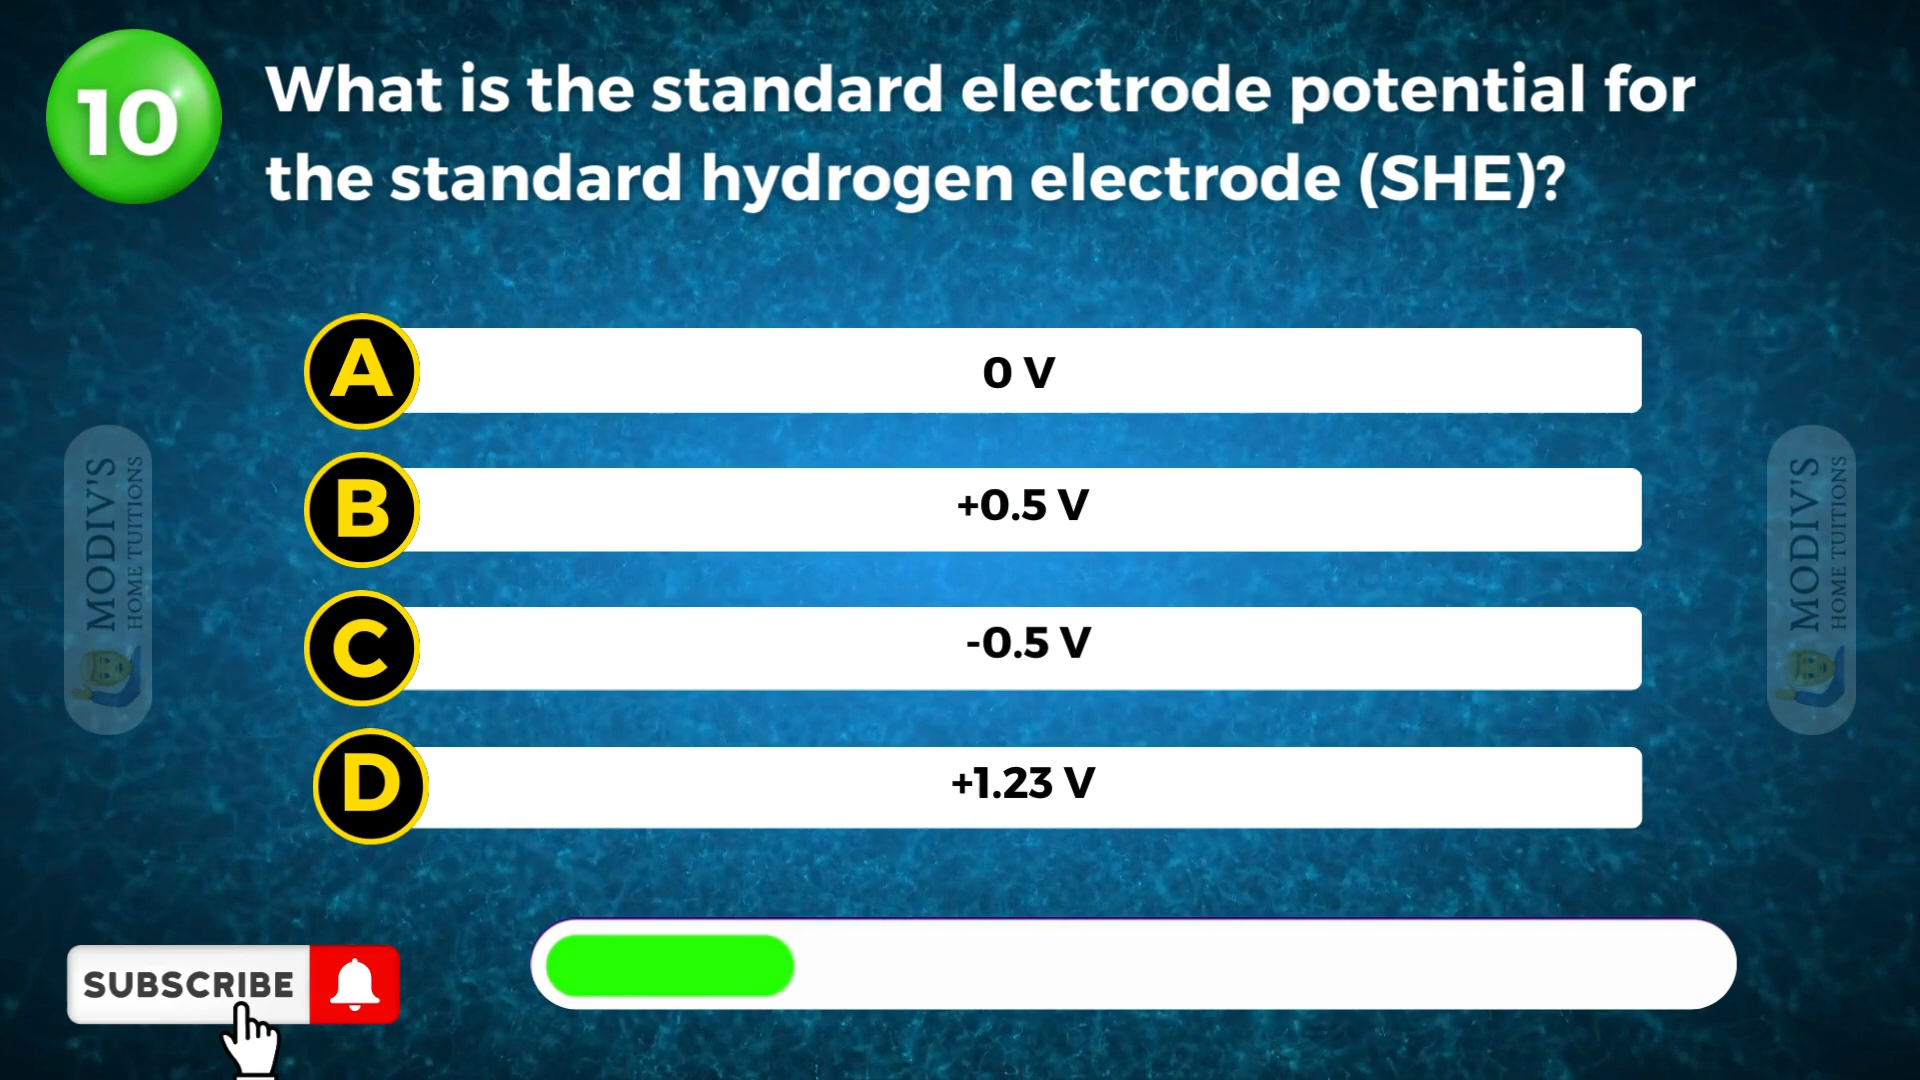 10
What is the standard electrode potential for
the standard hydrogen electrode (SHE)?
A
0 V
B
+0.5 V
C
-0.5 V
D
+1.23 V
MODIV'S
HOME TUITIONS
MODIV'S
HOME TUITIONS
SUBSCRIBE